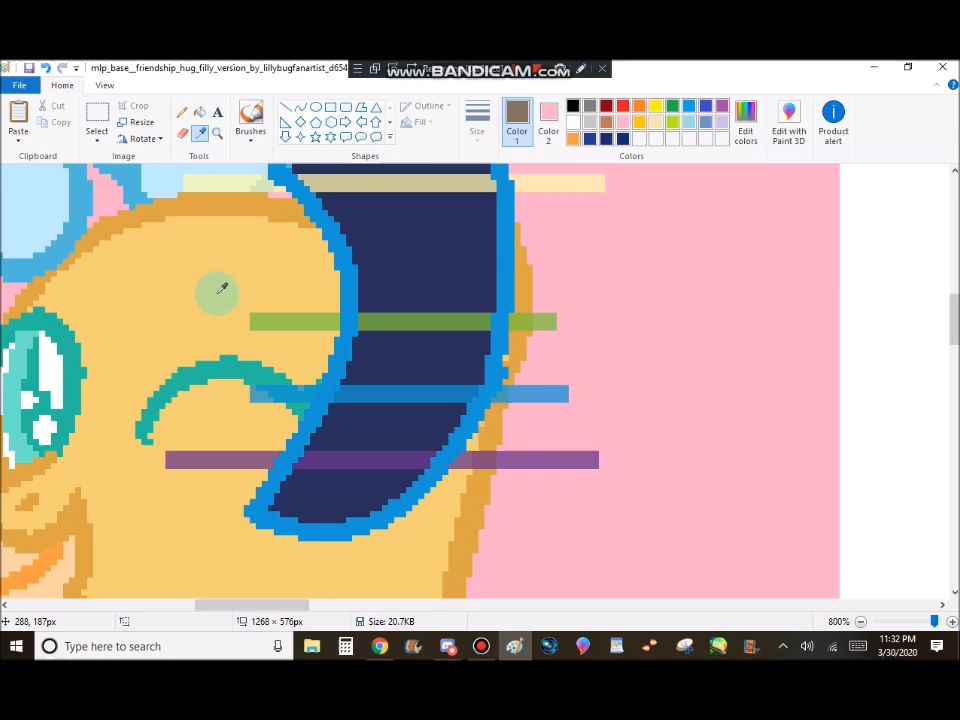 mlp_base__friendship_hug_filly_version_by_lillybugfanartist_d654
www.BANDICAM.com
File
Home
View
Paste
Cut
Copy
Clipboard
Select
Crop
Resize
Rotate
Image
A
Tools
Brushes
Outline
Fill
Shapes
Size
Color 1
Color 2
Edit colors
Colors
Edit with Paint 3D
Product alert
288, 187px
1268 × 576px
Size: 20.7KB
800%
Type here to search
11:32 PM
3/30/2020